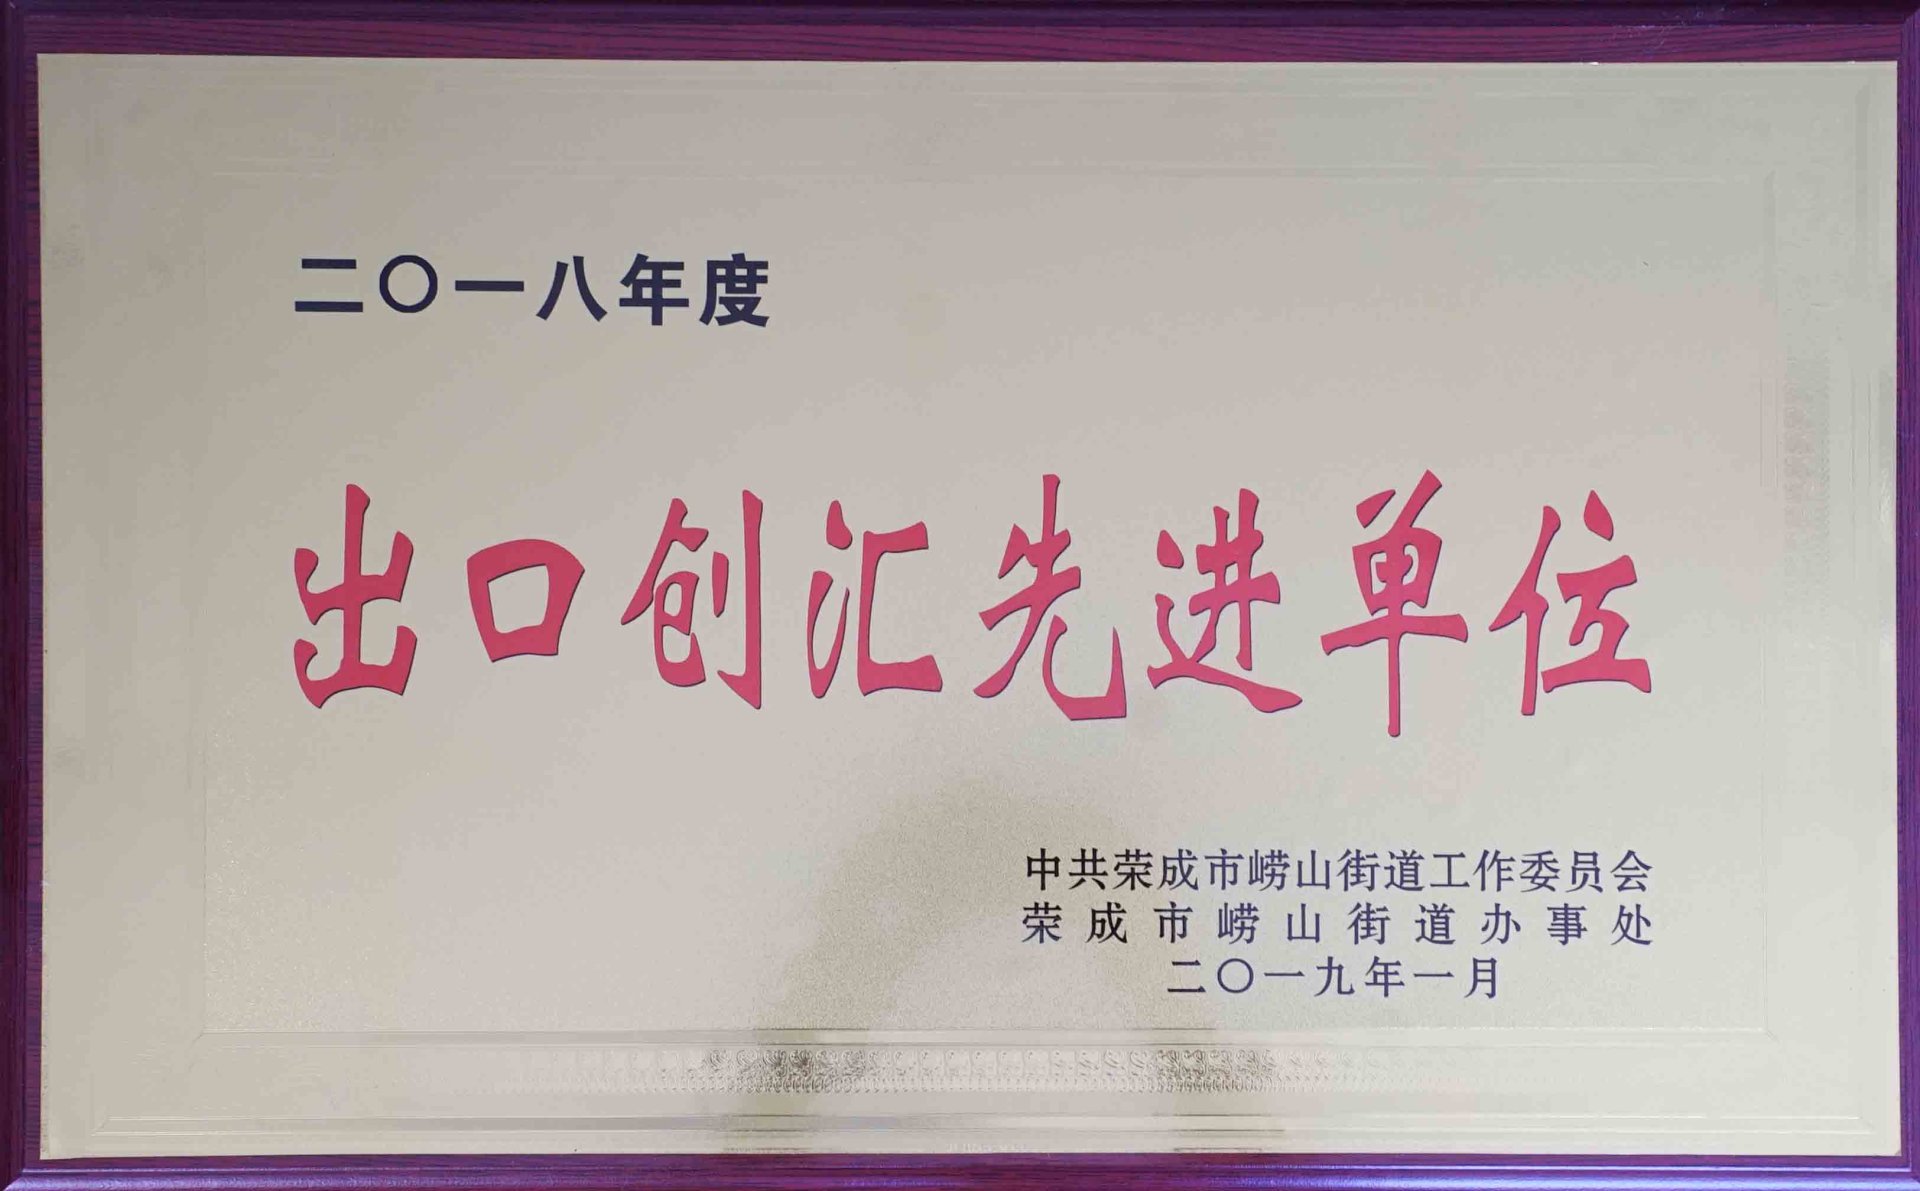 二〇一八年度
出口创汇先进单位
中共荣成市崂山街道工作委员会
荣成市崂山街道办事处
二〇一九年一月